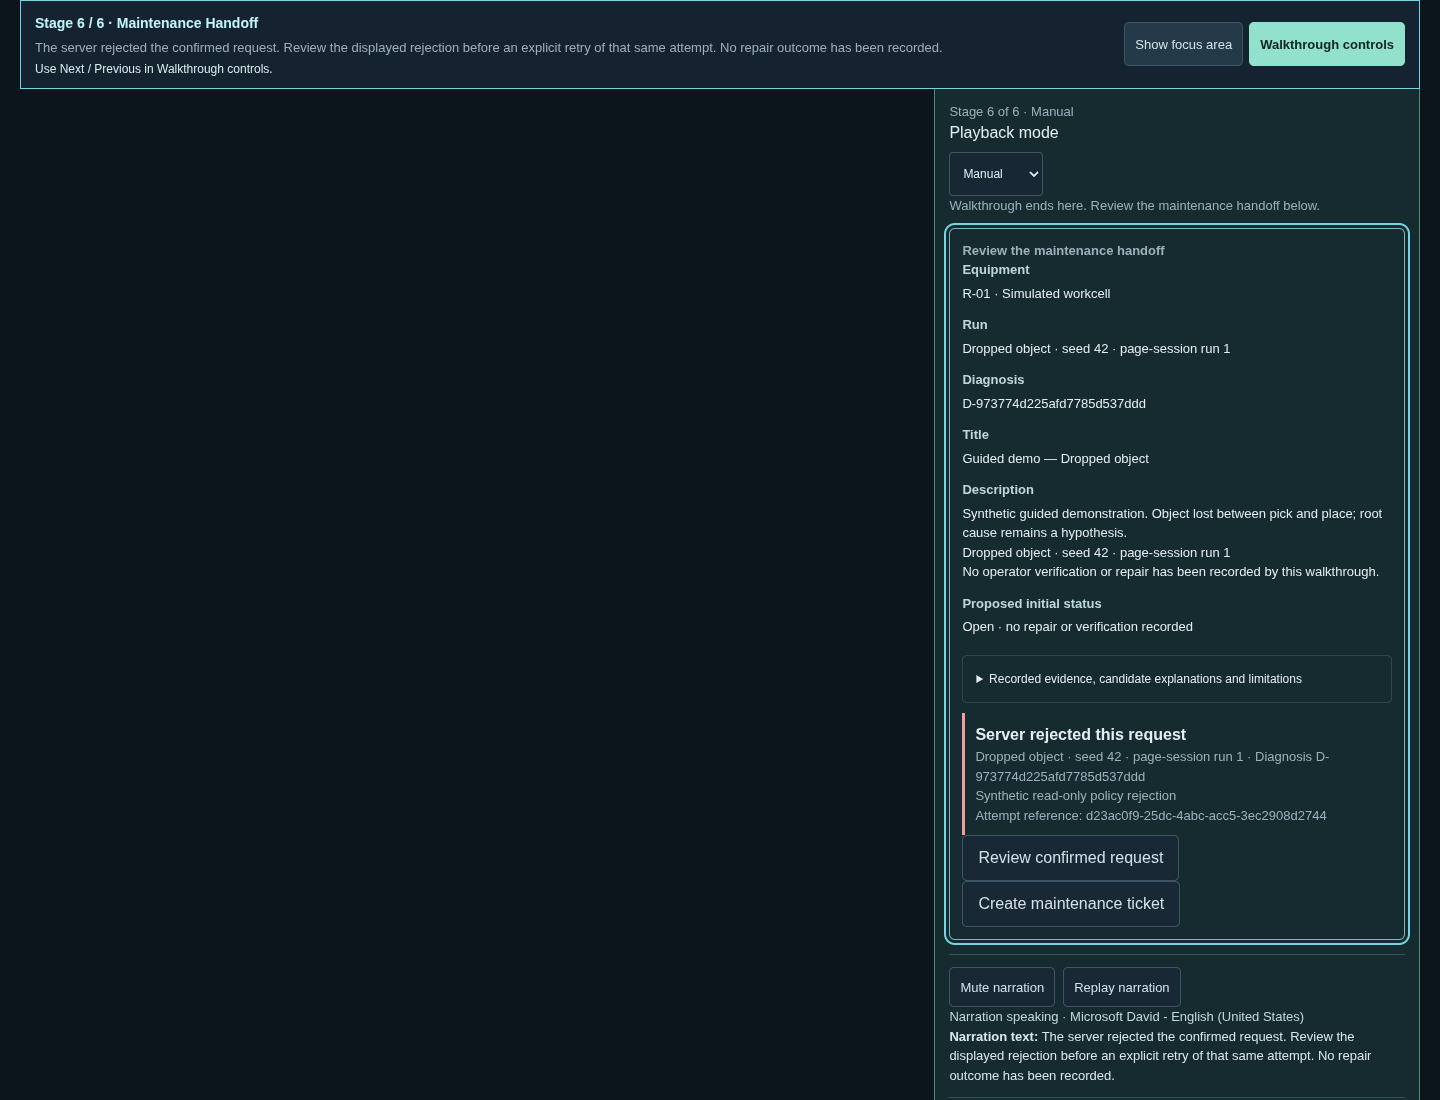 Stage 6 / 6 · Maintenance Handoff
The server rejected the confirmed request. Review the displayed rejection before an explicit retry of that same attempt. No repair outcome has been recorded.
Use Next / Previous in Walkthrough controls.
Show focus area
Walkthrough controls
Stage 6 of 6 · Manual
Playback mode
Manual
Walkthrough ends here. Review the maintenance handoff below.
Review the maintenance handoff
Equipment
R-01 · Simulated workcell
Run
Dropped object · seed 42 · page-session run 1
Diagnosis
D-973774d225afd7785d537ddd
Title
Guided demo — Dropped object
Description
Synthetic guided demonstration. Object lost between pick and place; root
cause remains a hypothesis.
Dropped object · seed 42 · page-session run 1
No operator verification or repair has been recorded by this walkthrough.
Proposed initial status
Open · no repair or verification recorded
Recorded evidence, candidate explanations and limitations
Server rejected this request
Dropped object · seed 42 · page-session run 1 · Diagnosis D-
973774d225afd7785d537ddd
Synthetic read-only policy rejection
Attempt reference: d23ac0f9-25dc-4abc-acc5-3ec2908d2744
Review confirmed request
Create maintenance ticket
Mute narration
Replay narration
Narration speaking · Microsoft David - English (United States)
Narration text: The server rejected the confirmed request. Review the
displayed rejection before an explicit retry of that same attempt. No repair
outcome has been recorded.